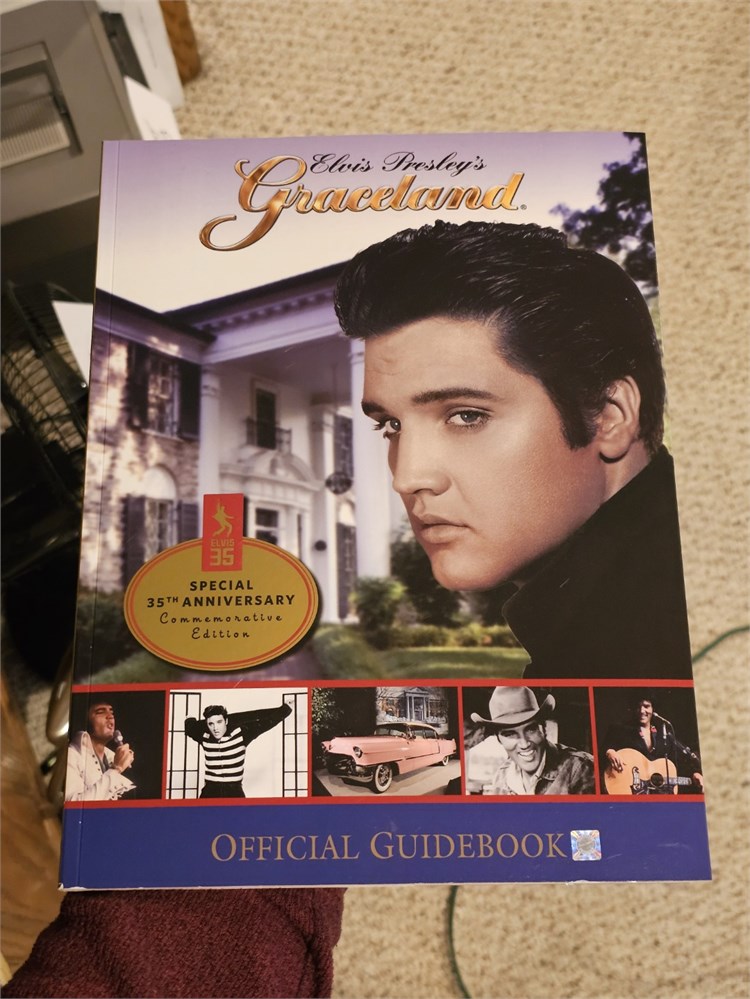 Elvis Presley's
Graceland®
ELVIS
35
SPECIAL
35TH ANNIVERSARY
Commemorative
Edition
OFFICIAL GUIDEBOOK